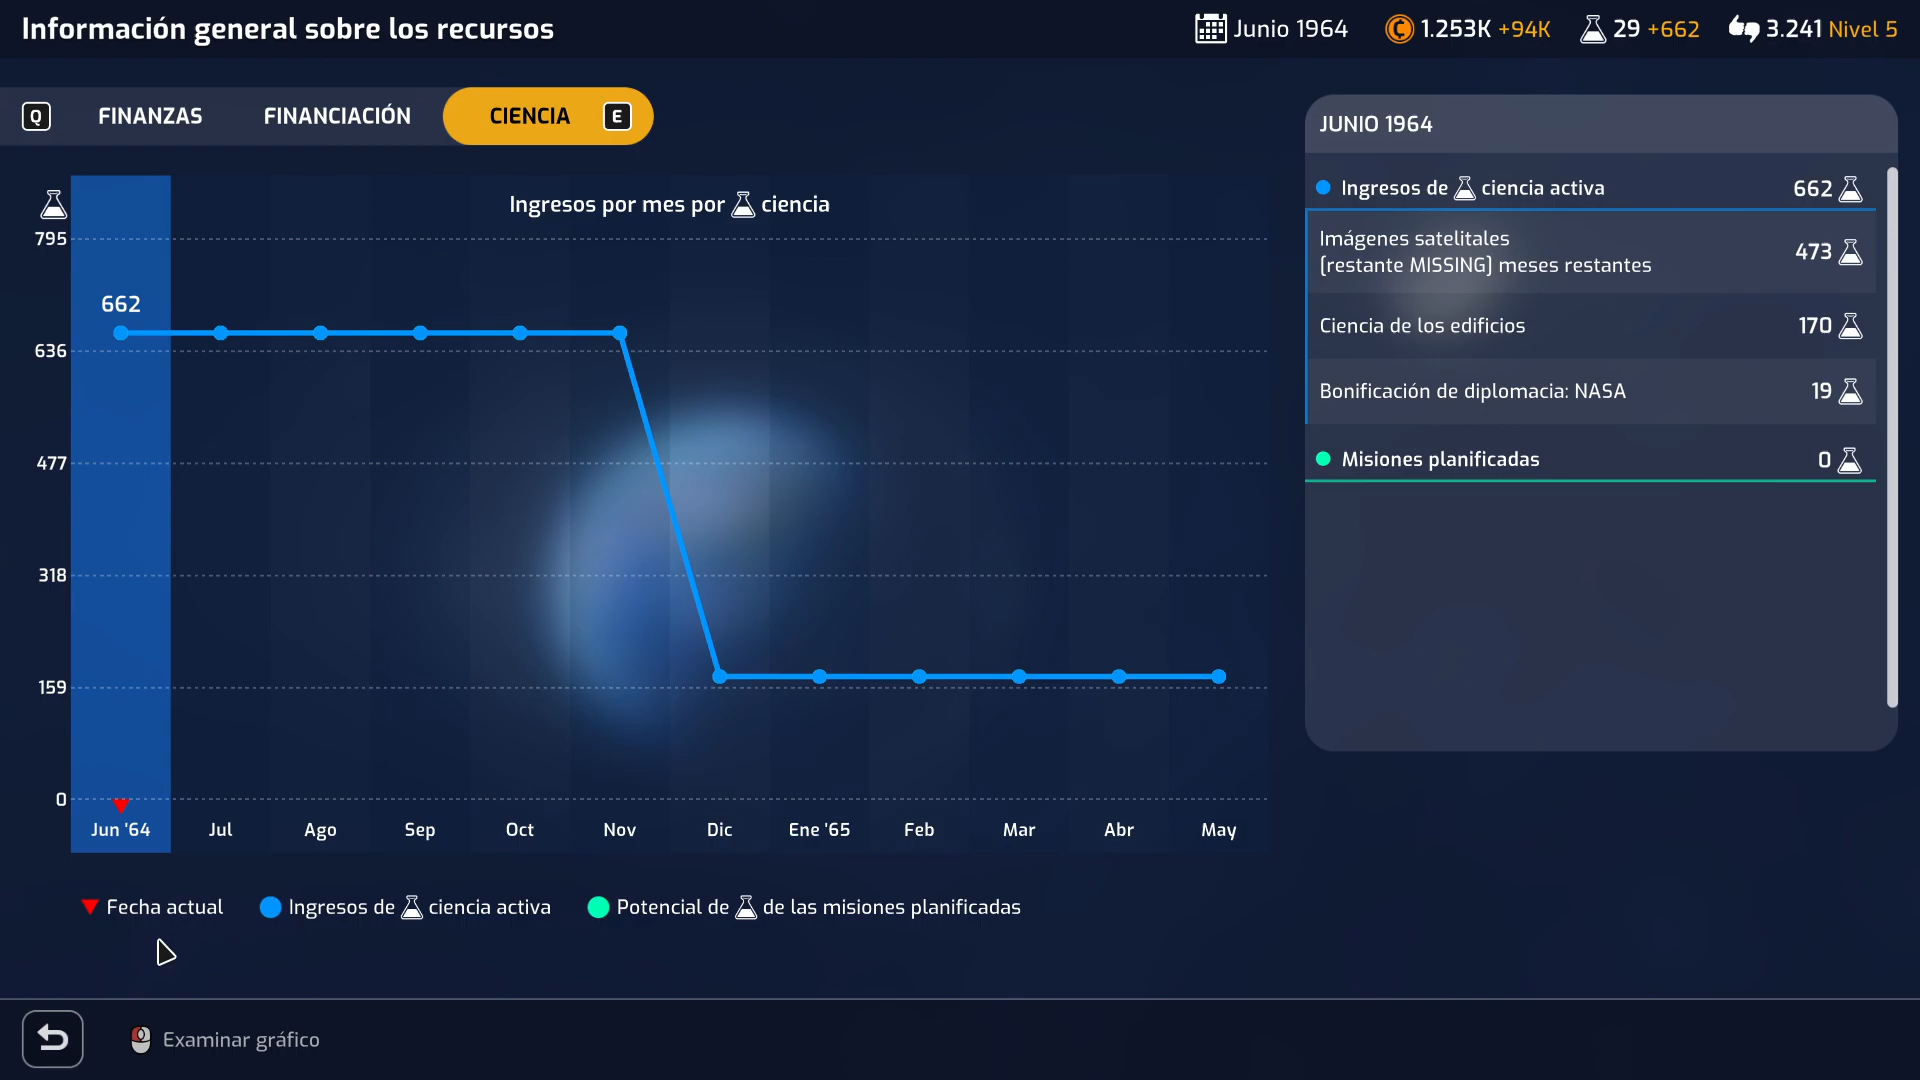 Información general sobre los recursos
Junio 1964
1.253K +94K
29 +662
3.241 Nivel 5
Q FINANZAS FINANCIACIÓN CIENCIA E
Ingresos por mes por ciencia
795
636
477
318
159
0
662
Jun '64 Jul Ago Sep Oct Nov Dic Ene '65 Feb Mar Abr May
Fecha actual
Ingresos de ciencia activa
Potencial de de las misiones planificadas
JUNIO 1964
Ingresos de ciencia activa 662
Imágenes satelitales
[restante MISSING] meses restantes 473
Ciencia de los edificios 170
Bonificación de diplomacia: NASA 19
Misiones planificadas 0
Examinar gráfico